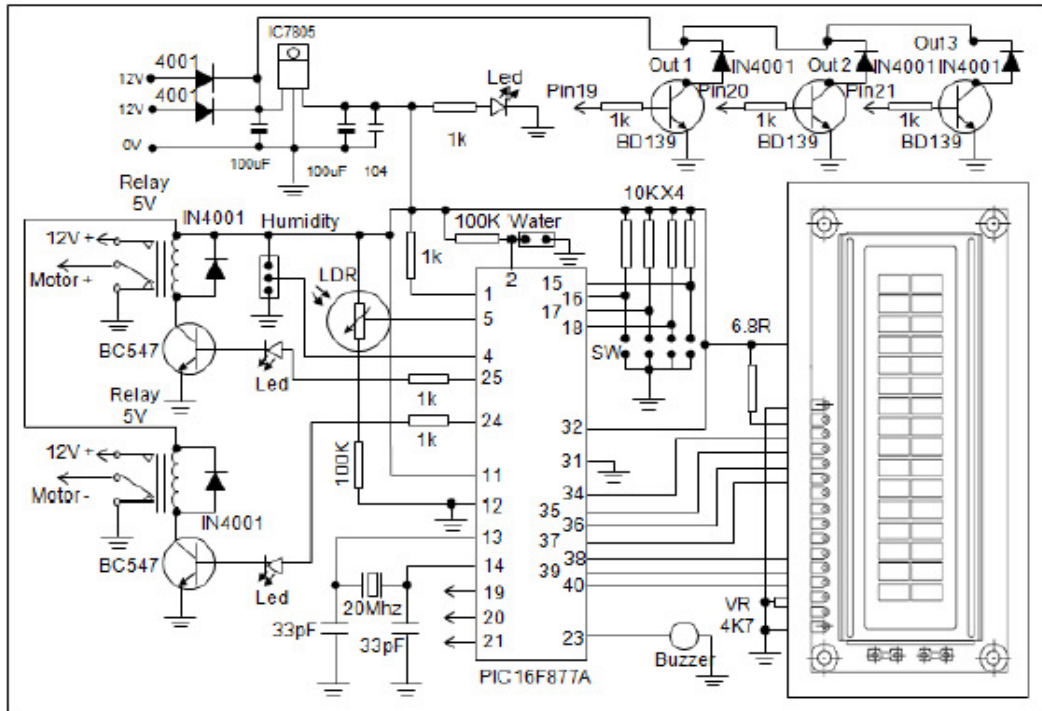 IC7805
4001
12V
4001
12V
0V
100uF
100uF
104
1k
Led
Out 1
Out 2
Out3
IN4001
IN4001
IN4001
Pin19
Pin20
Pin21
1k
1k
1k
BD139
BD139
BD139
Relay
5V
IN4001
12V +
Motor+
BC547
Led
Humidity
LDR
1k
100K
Water
10KX4
2
1
5
4
25
24
11
12
13
14
19
20
21
15
16
17
18
32
31
34
35
36
37
38
39
40
23
SW
6.8R
1k
1k
Relay
5V
12V +
Motor-
IN4001
BC547
Led
100K
20Mhz
33pF
33pF
VR
4K7
Buzzer
PIC16F877A